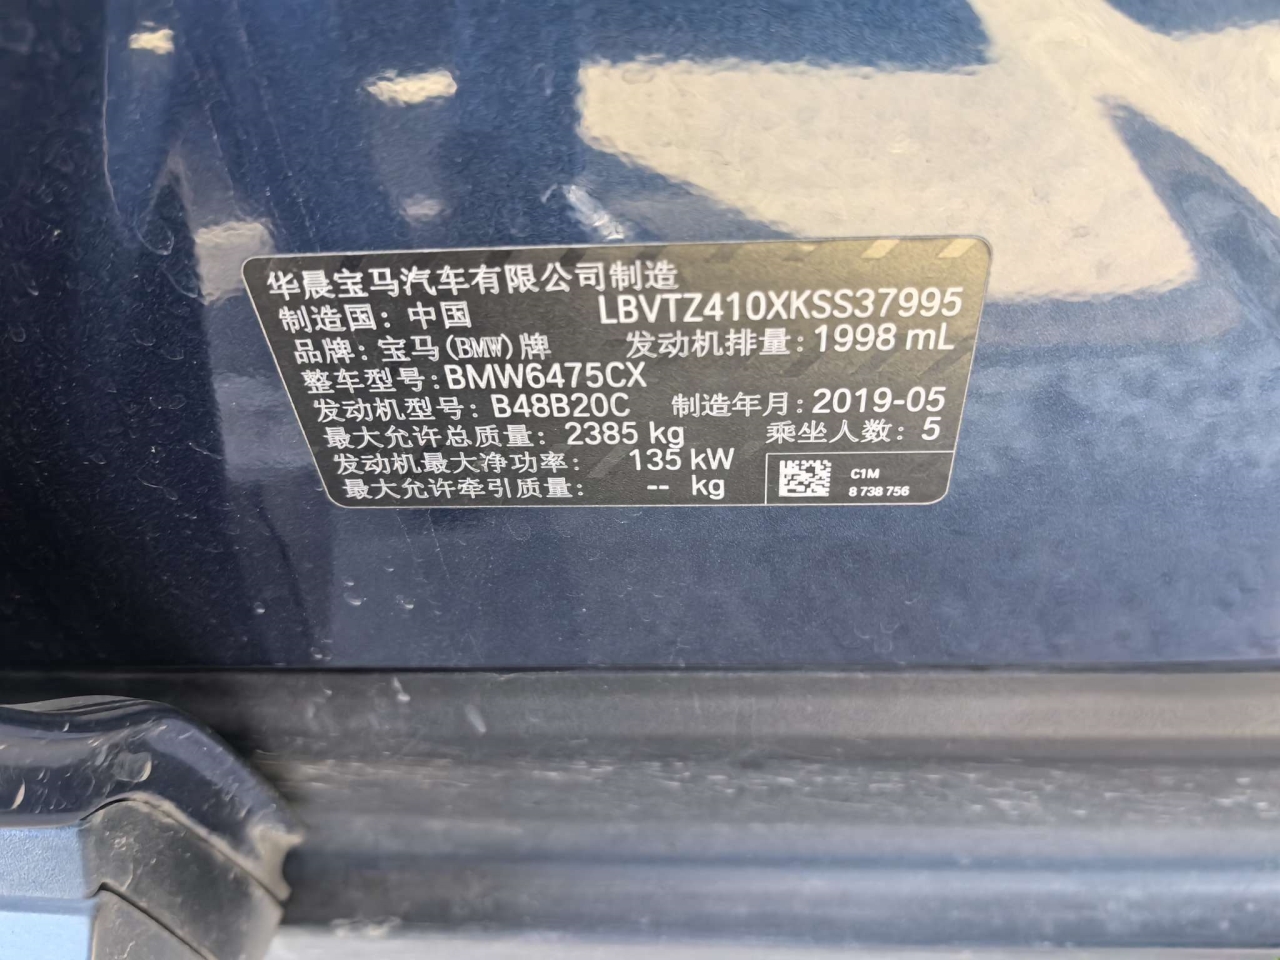 华晨宝马汽车有限公司制造
制造国：中国 LBVTZ410XKSS37995
品牌：宝马(BMW)牌 发动机排量：1998 mL
整车型号：BMW6475CX
发动机型号：B48B20C 制造年月：2019-05
最大允许总质量：2385 kg 乘坐人数：5
发动机最大净功率：135 kW
最大允许牵引质量：-- kg
C1M
8 738 756